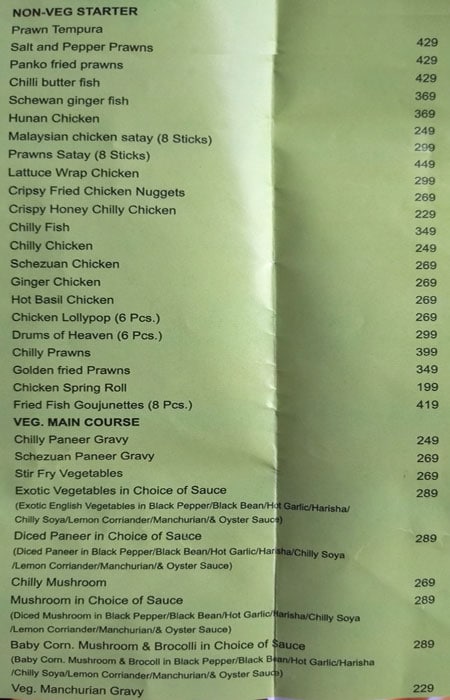 NON-VEG STARTER
Prawn Tempura 429
Salt and Pepper Prawns 429
Panko fried prawns 429
Chilli butter fish 369
Schewan ginger fish 369
Hunan Chicken 249
Malaysian chicken satay (8 Sticks) 299
Prawns Satay (8 Sticks) 449
Lattuce Wrap Chicken 299
Cripsy Fried Chicken Nuggets 269
Crispy Honey Chilly Chicken 229
Chilly Fish 349
Chilly Chicken 249
Schezuan Chicken 269
Ginger Chicken 269
Hot Basil Chicken 269
Chicken Lollypop (6 Pcs.) 269
Drums of Heaven (6 Pcs.) 299
Chilly Prawns 399
Golden fried Prawns 349
Chicken Spring Roll 199
Fried Fish Goujunettes (8 Pcs.) 419
VEG. MAIN COURSE
Chilly Paneer Gravy 249
Schezuan Paneer Gravy 269
Stir Fry Vegetables 269
Exotic Vegetables in Choice of Sauce 289
(Exotic English Vegetables in Black Pepper/Black Bean/Hot Garlic/Harisha/
Chilly Soya/Lemon Corriander/Manchurian/& Oyster Sauce)
Diced Paneer in Choice of Sauce 289
(Diced Paneer in Black Pepper/Black Bean/Hot Garlic/Harisha/Chilly Soya
/Lemon Corriander/Manchurian/& Oyster Sauce)
Chilly Mushroom 269
Mushroom in Choice of Sauce 289
(Diced Mushroom in Black Pepper/Black Bean/Hot Garlic/Harisha/Chilly Soya
/Lemon Corriander/Manchurian/& Oyster Sauce)
Baby Corn. Mushroom & Brocolli in Choice of Sauce 289
(Baby Corn. Mushroom & Brocoll in Black Pepper/Black Bean/Hot Garlic/Harisha
/Chilly Soya/Lemon Corriander/Manchurian/& Oyster Sauce)
Veg. Manchurian Gravy 229